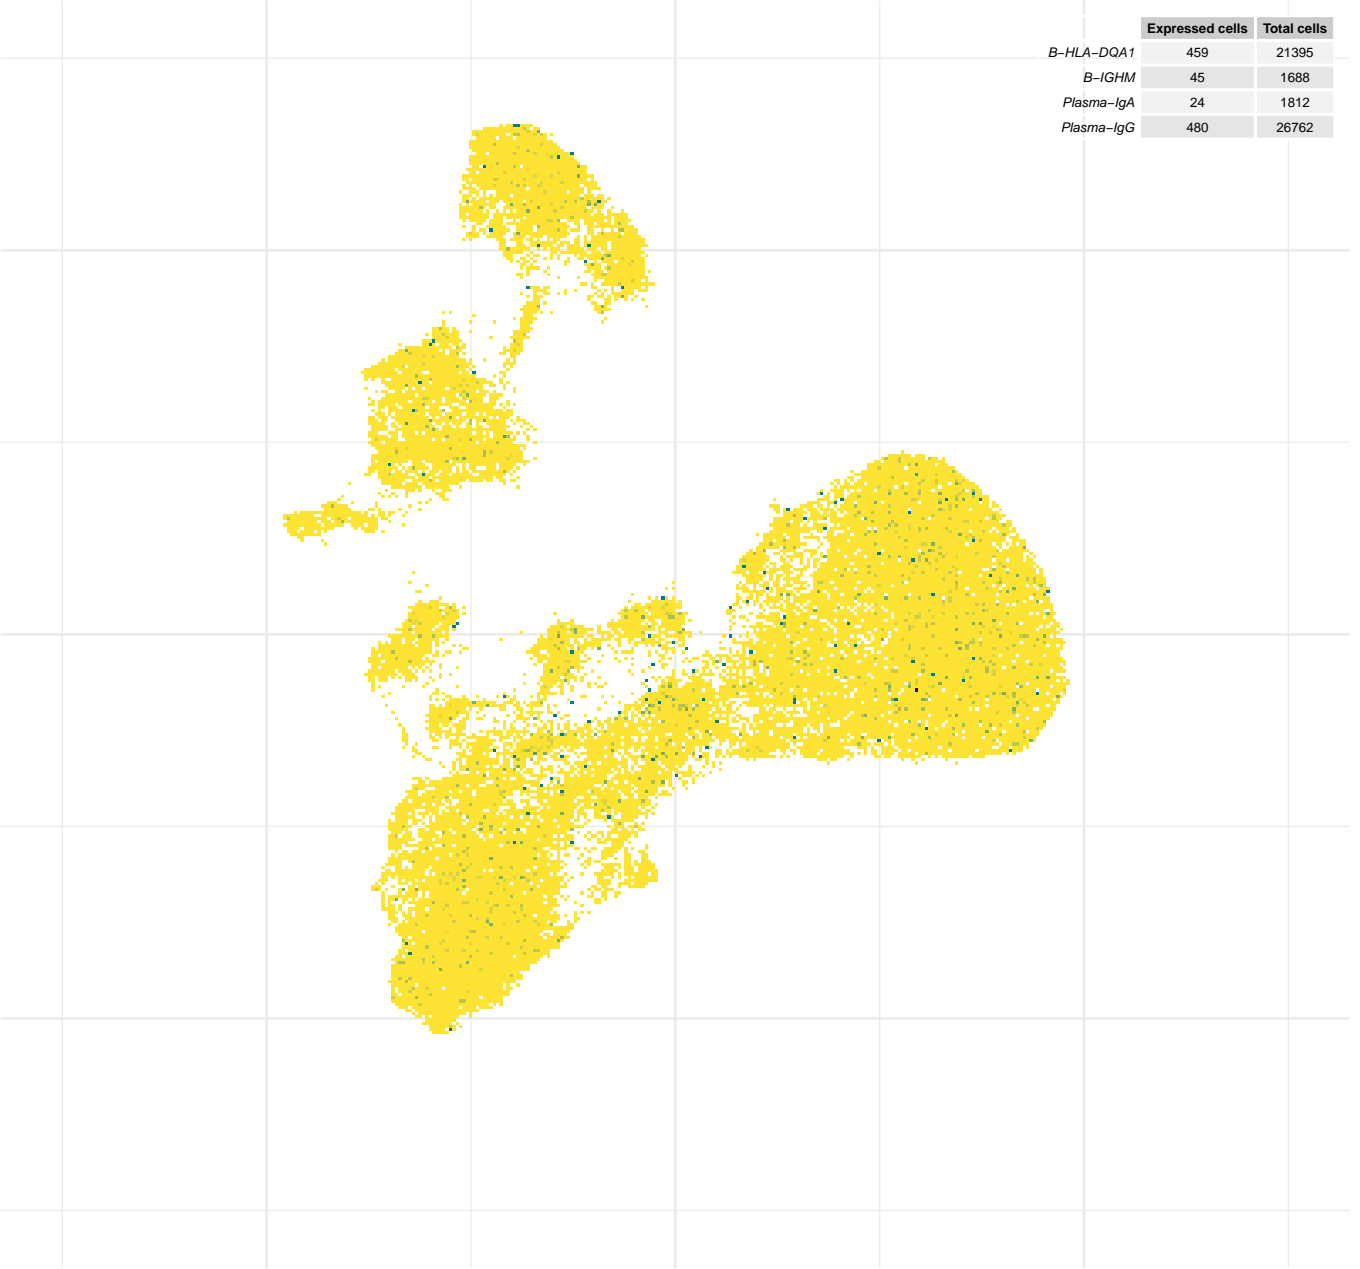 Expressed cells Total cells
B−HLA−DQA1 459 21395
B−IGHM 45 1688
Plasma−IgA 24 1812
Plasma−IgG 480 26762